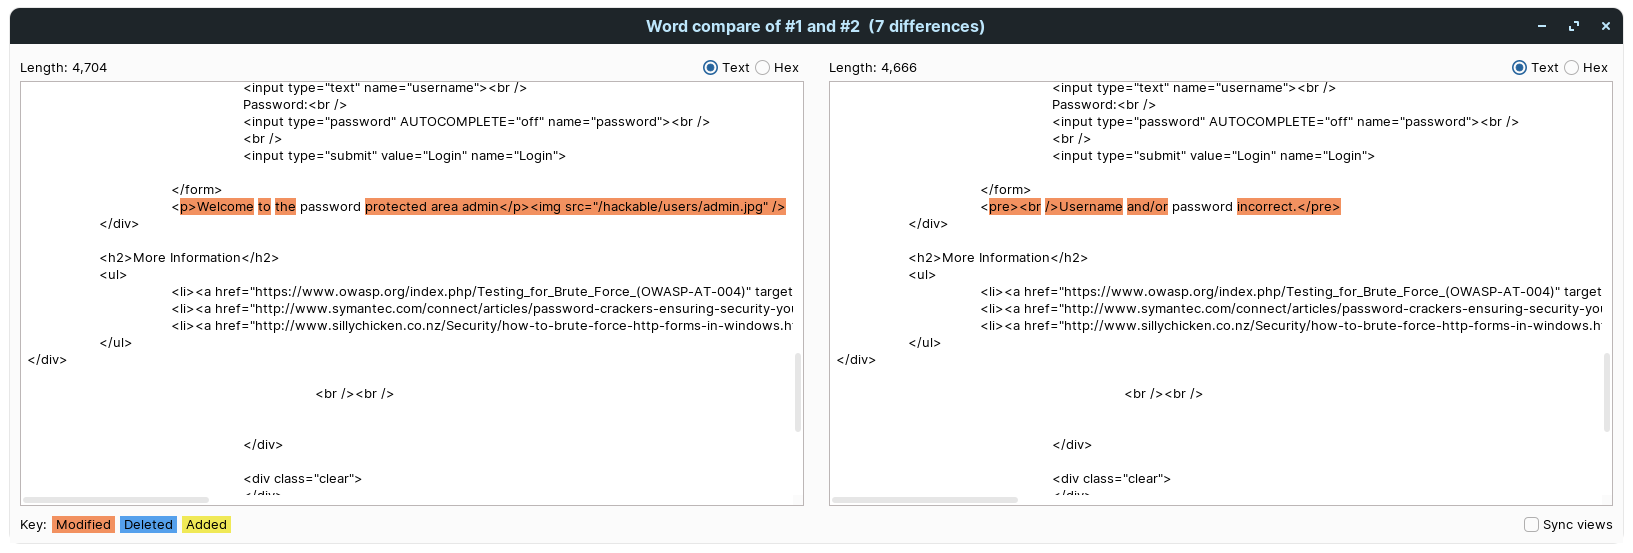 Word compare of #1 and #2 (7 differences)
Length: 4,704
Text Hex
<input type="text" name="username"><br />
Password:<br />
<input type="password" AUTOCOMPLETE="off" name="password"><br />
<br />
<input type="submit" value="Login" name="Login">
</form>
<p>Welcome to the password protected area admin</p><img src="/hackable/users/admin.jpg" />
</div>
<h2>More Information</h2>
<ul>
<li><a href="https://www.owasp.org/index.php/Testing_for_Brute_Force_(OWASP-AT-004)" target
<li><a href="http://www.symantec.com/connect/articles/password-crackers-ensuring-security-you
<li><a href="http://www.sillychicken.co.nz/Security/how-to-brute-force-http-forms-in-windows.h
</ul>
</div>
<br /><br />
</div>
<div class="clear">
</div>
Length: 4,666
Text Hex
<input type="text" name="username"><br />
Password:<br />
<input type="password" AUTOCOMPLETE="off" name="password"><br />
<br />
<input type="submit" value="Login" name="Login">
</form>
<pre><br />Username and/or password incorrect.</pre>
</div>
<h2>More Information</h2>
<ul>
<li><a href="https://www.owasp.org/index.php/Testing_for_Brute_Force_(OWASP-AT-004)" target
<li><a href="http://www.symantec.com/connect/articles/password-crackers-ensuring-security-you
<li><a href="http://www.sillychicken.co.nz/Security/how-to-brute-force-http-forms-in-windows.h
</ul>
</div>
<br /><br />
</div>
<div class="clear">
</div>
Key: Modified Deleted Added
Sync views